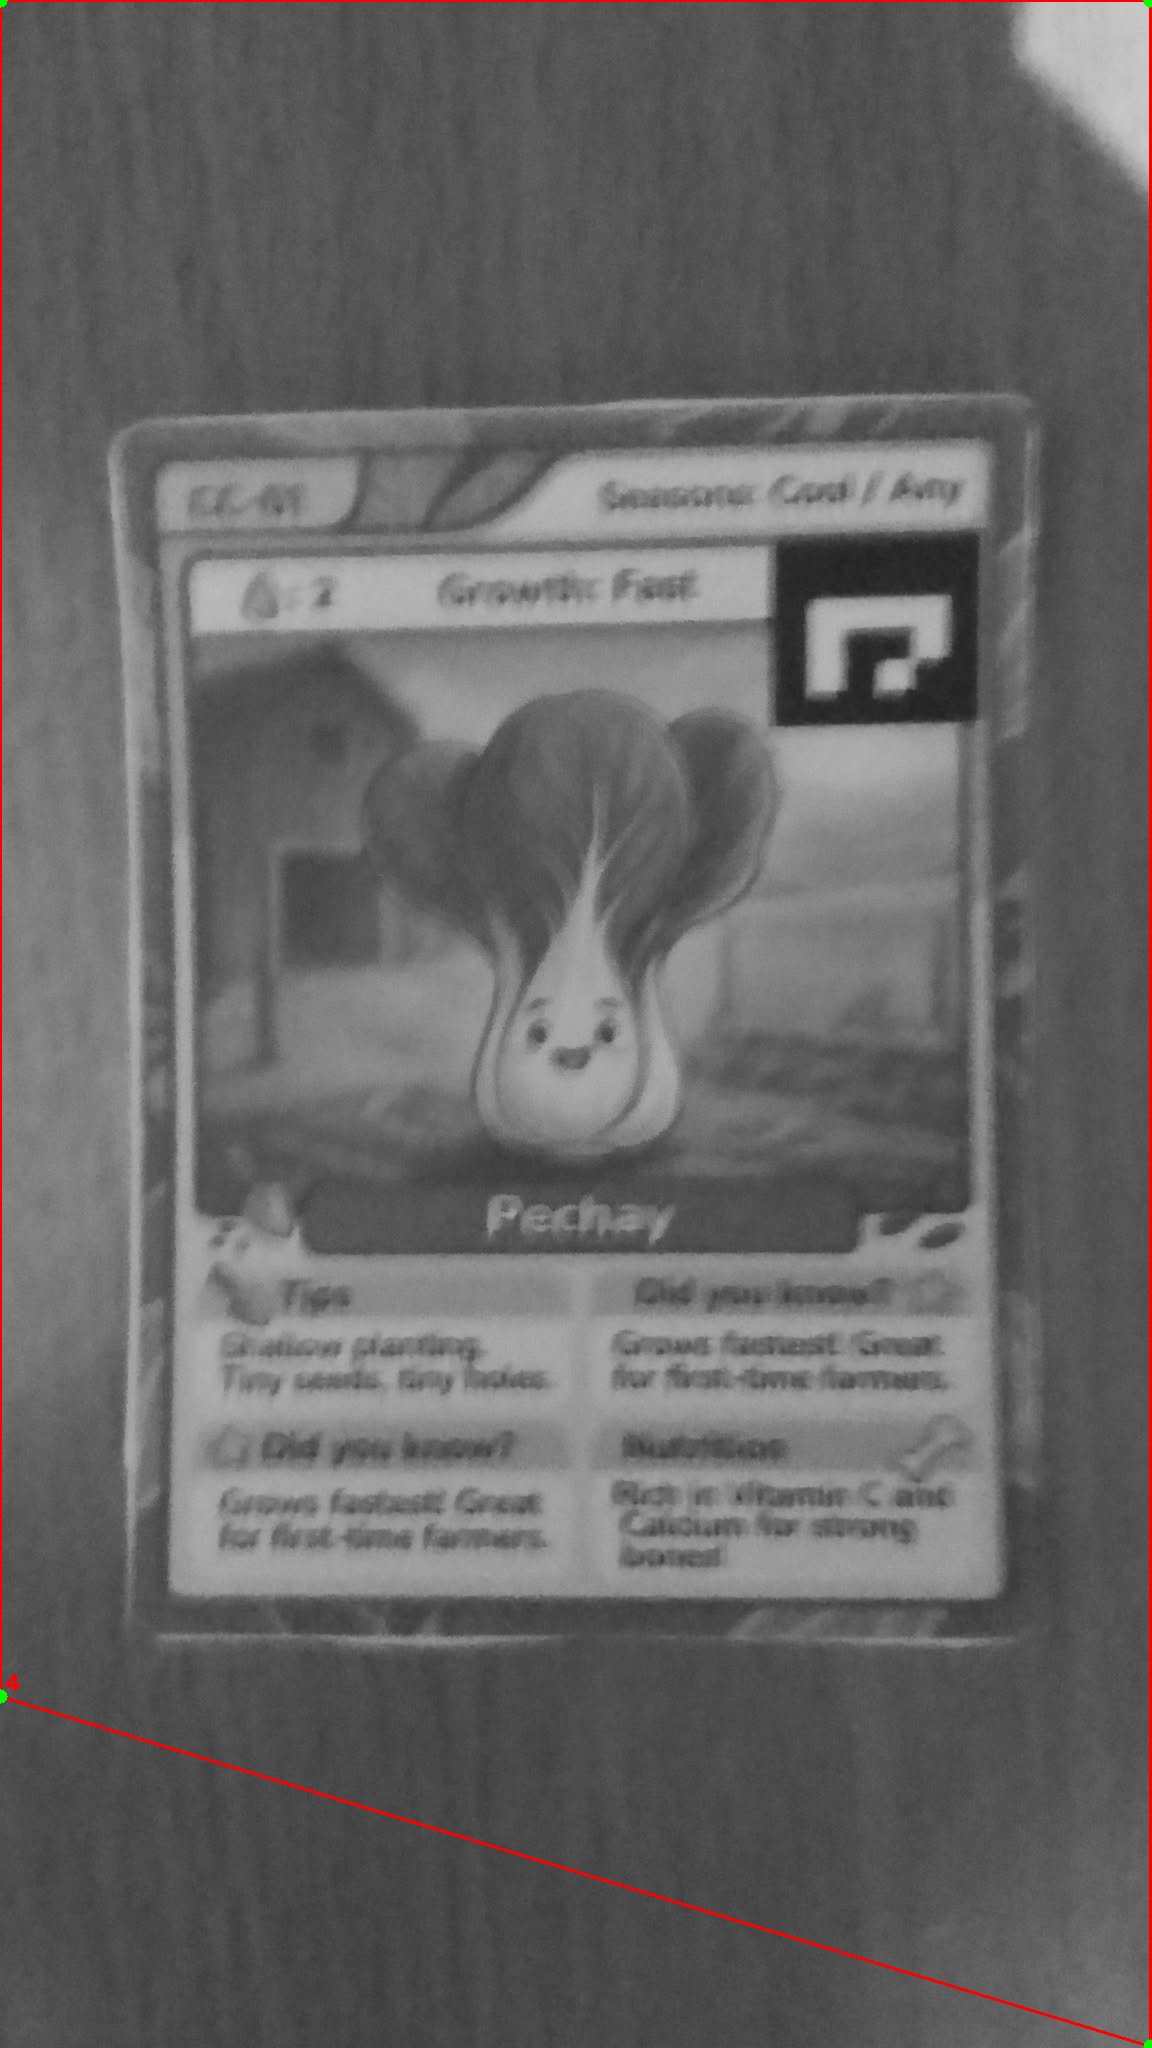 Seasons: Cool / Any
: 2
Growth: Fast
Pechay
Tips
Did you know?
Shallow planting.
Tiny seeds, tiny holes.
Grows fastest! Great
for first-time farmers.
Did you know?
Nutrition
Grows fastest! Great
for first-time farmers.
Rich in Vitamin C and
Calcium for strong
bones!
4